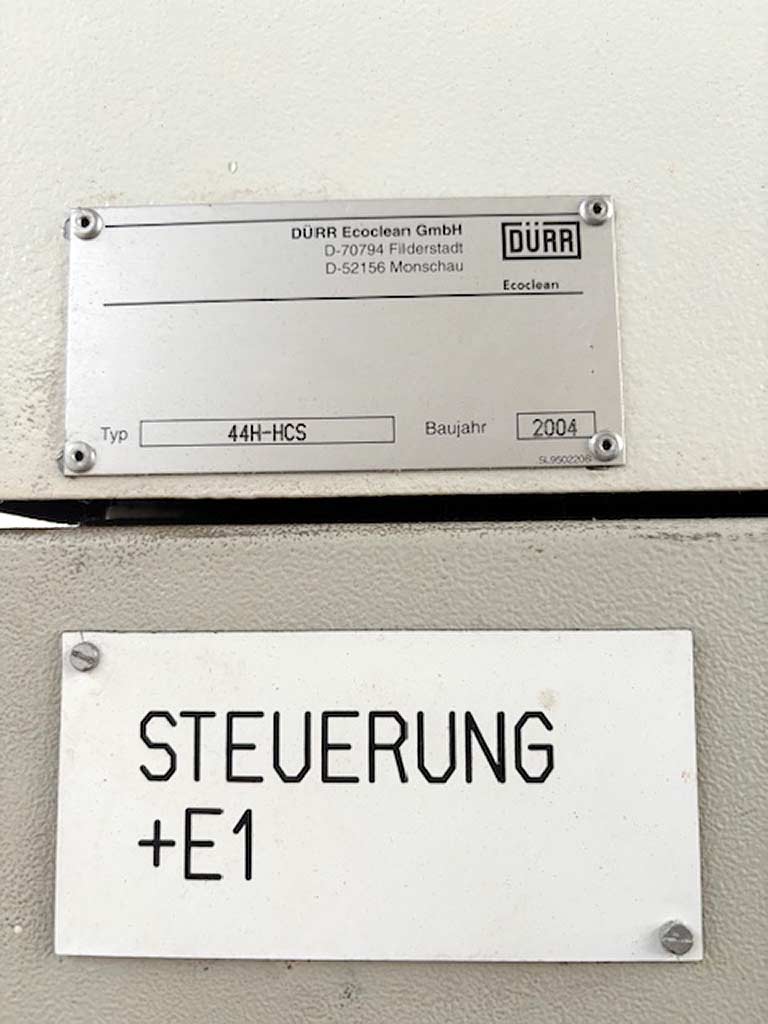 DÜRR Ecoclean GmbH
D-70794 Filderstadt
D-52156 Monschau
DÜRR
Ecoclean
Typ 44H-HCS Baujahr 2004
STEUERUNG
+E1